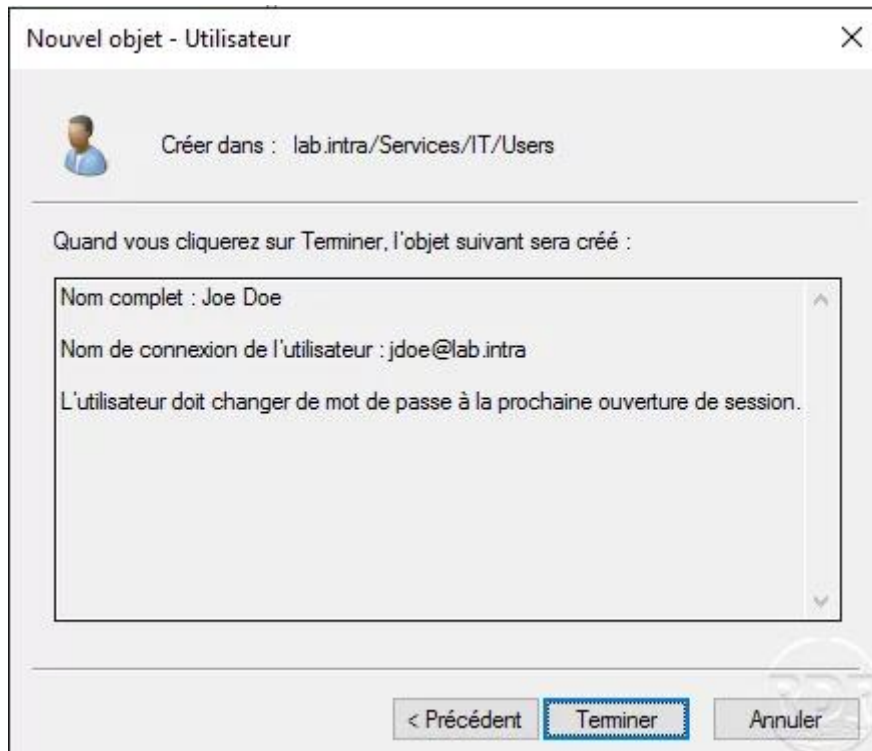 Nouvel objet - Utilisateur
Créer dans : lab.intra/Services/IT/Users
Quand vous cliquerez sur Terminer, l'objet suivant sera créé :
Nom complet : Joe Doe
Nom de connexion de l'utilisateur : jdoe@lab.intra
L'utilisateur doit changer de mot de passe à la prochaine ouverture de session.
< Précédent Terminer Annuler